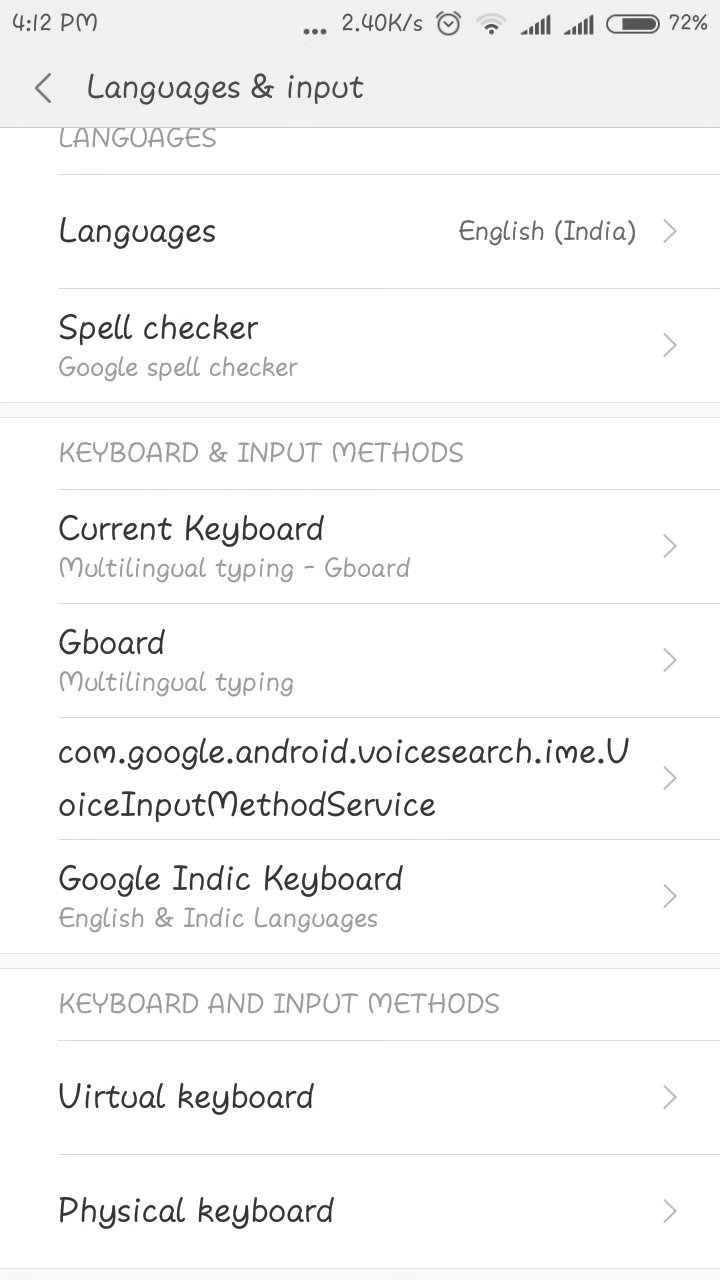 4:12 PM ... 2.40K/s 72%
Languages & input
LANGUAGES
Languages English (India)
Spell checker
Google spell checker
KEYBOARD & INPUT METHODS
Current Keyboard
Multilingual typing - Gboard
Gboard
Multilingual typing
com.google.android.voicesearch.ime.V
oiceInputMethodService
Google Indic Keyboard
English & Indic Languages
KEYBOARD AND INPUT METHODS
Virtual keyboard
Physical keyboard